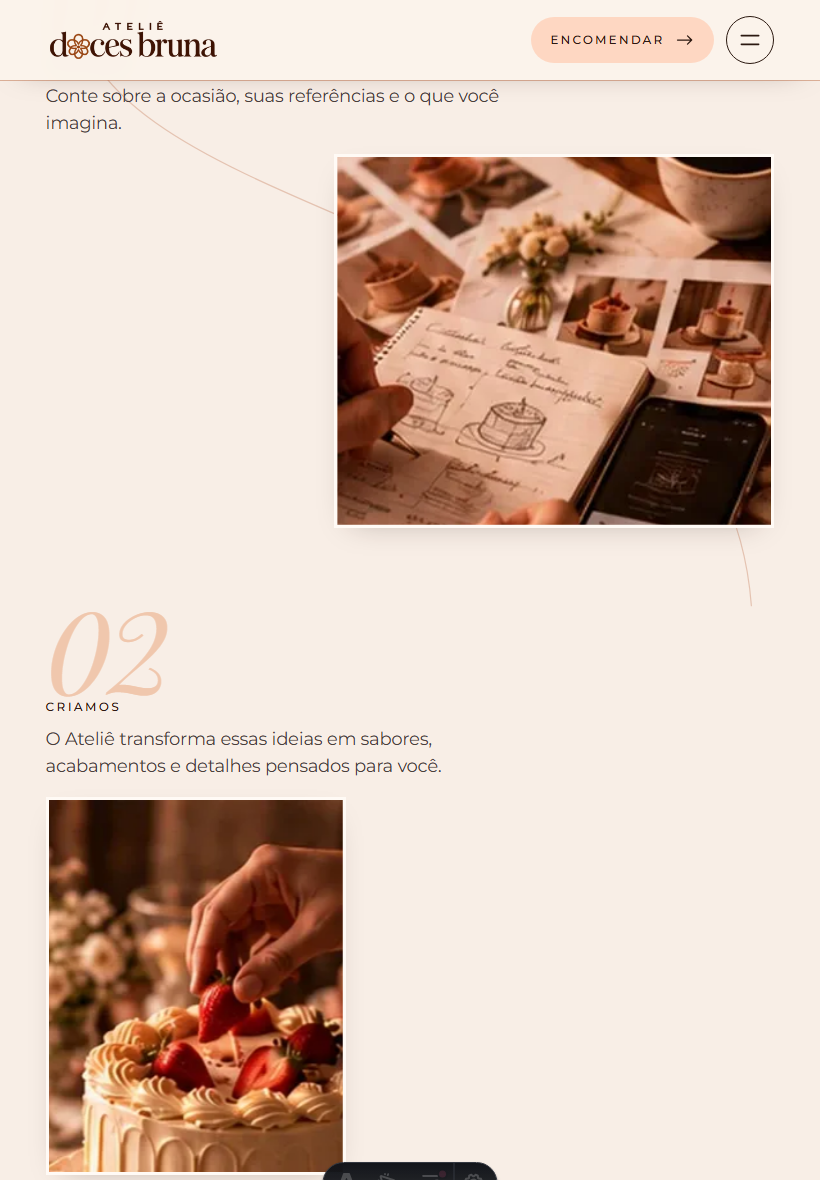 ATELIÊ
doces bruna
ENCOMENDAR
Conte sobre a ocasião, suas referências e o que você
imagina.
02
CRIAMOS
O Ateliê transforma essas ideias em sabores,
acabamentos e detalhes pensados para você.